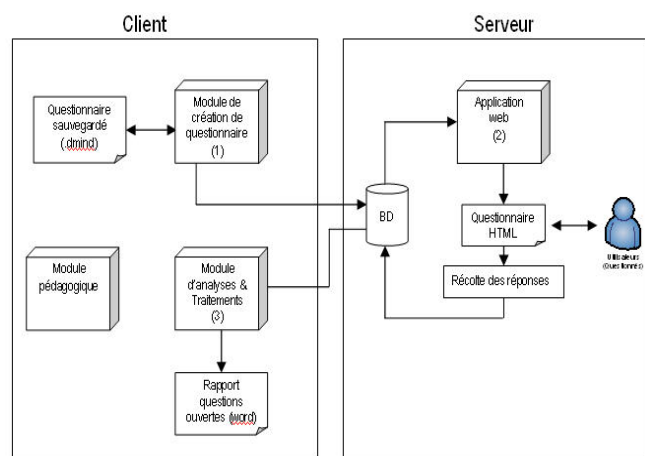 Client
Serveur
Questionnaire
sauvegardé
(.dmind)
Module de
création de
questionnaire
(1)
Application
web
(2)
BD
Questionnaire
HTML
Utilisateurs
(Questionnés)
Module
pédagogique
Module
d'analyses &
Traitements
(3)
Récolte des réponses
Rapport
questions
ouvertes (word)